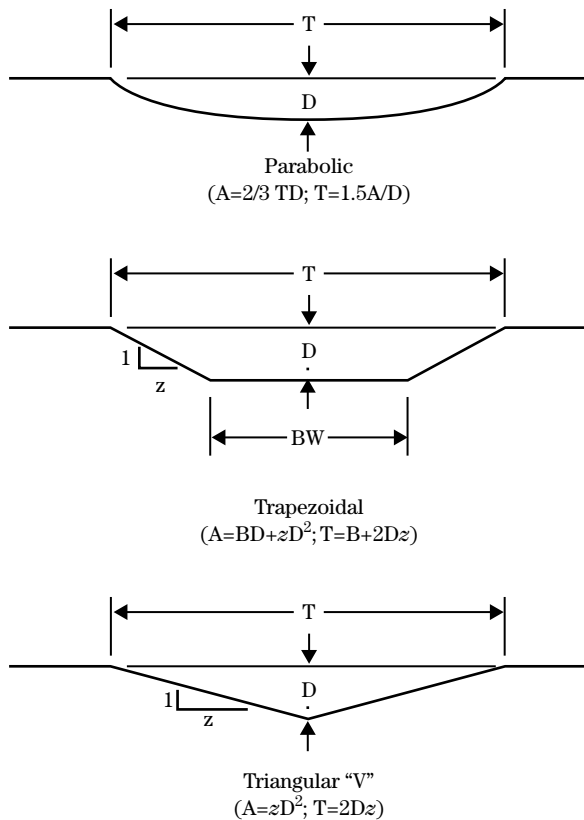 T
D
Parabolic
(A=2/3 TD; T=1.5A/D)
T
D
1
z
BW
Trapezoidal
(A=BD+zD²; T=B+2Dz)
T
D
1
z
Triangular “V”
(A=zD²; T=2Dz)